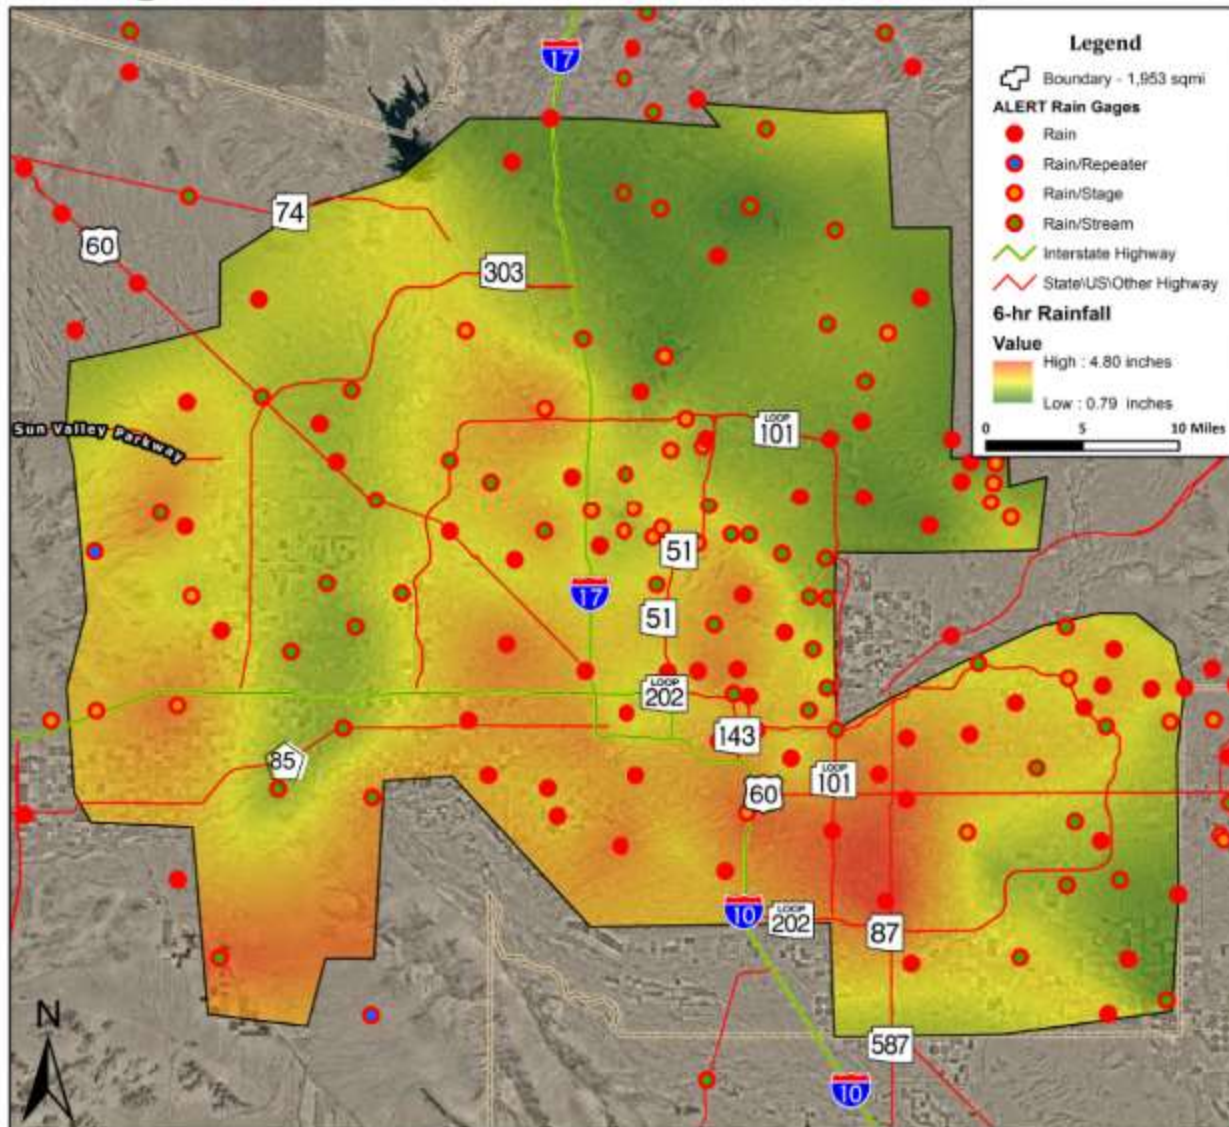 Legend
Boundary - 1,953 sqmi
ALERT Rain Gages
Rain
Rain/Repeater
Rain/Stage
Rain/Stream
Interstate Highway
State\US\Other Highway
6-hr Rainfall
Value
High : 4.80 inches
Low : 0.79 inches
0 5 10 Miles
17
74
60
303
LOOP
101
Sun Valley Parkway
51
17
51
LOOP
202
143
85
LOOP
101
60
10
LOOP
202
87
N
587
10